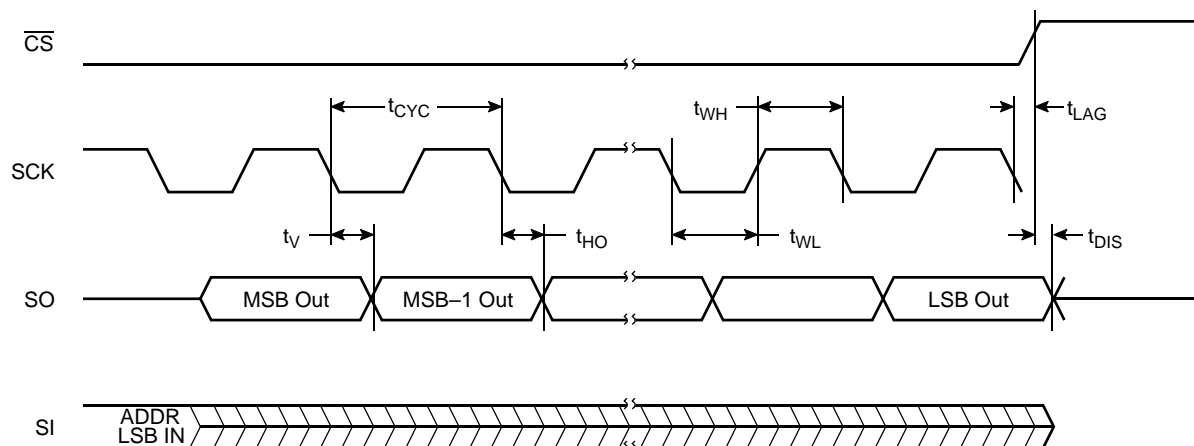 CS
tCYC
tWH
tLAG
SCK
tV
tHO
tWL
tDIS
SO
MSB Out
MSB–1 Out
LSB Out
SI
ADDR
LSB IN